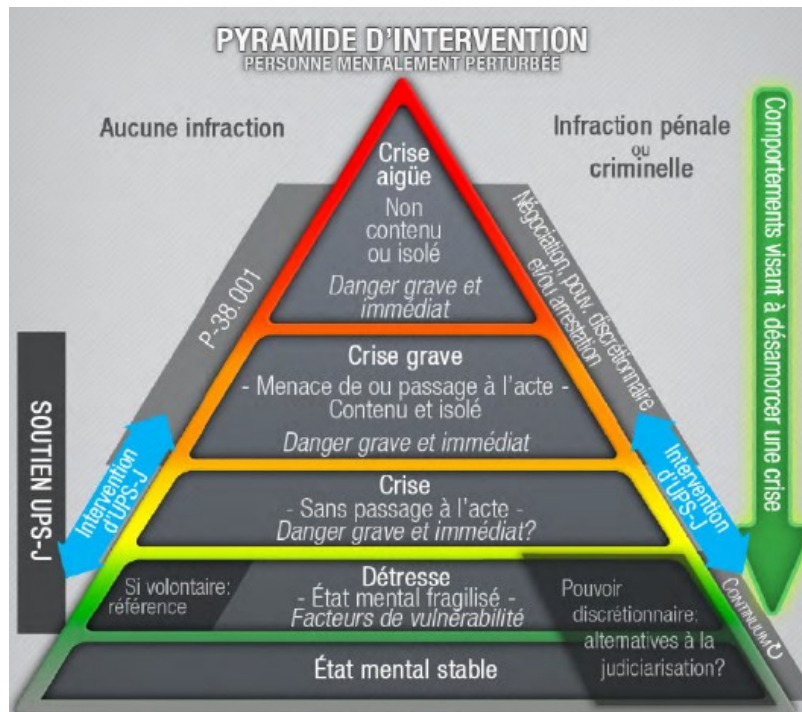 PYRAMIDE D'INTERVENTION
PERSONNE MENTALEMENT PERTURBÉE
Aucune infraction
Infraction pénale
ou
criminelle
Crise
aigüe
Non
contenu
ou isolé
Danger grave et
immédiat
P-38.001
Négociation, pouv. discrétionnaire
et/ou arrestation
Comportements visant à désamorcer une crise
Crise grave
- Menace de ou passage à l'acte -
Contenu et isolé
Danger grave et immédiat
SOUTIEN UPS-J
Intervention
d'UPS-J
Intervention
d'UPS-J
Crise
- Sans passage à l'acte -
Danger grave et immédiat?
Si volontaire:
référence
Détresse
- État mental fragilisé -
Facteurs de vulnérabilité
Pouvoir
discrétionnaire:
alternatives à la
judiciarisation?
CONTINUUM
État mental stable